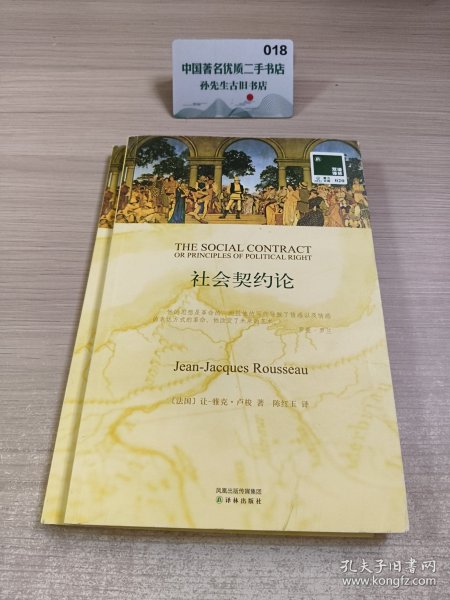 018
中国著名优质二手书店
孙先生古旧书店
THE SOCIAL CONTRACT
OR PRINCIPLES OF POLITICAL RIGHT
社会契约论
Jean-Jacques Rousseau
〔法国〕让-雅克·卢梭 著 陈红玉 译
凤凰出版传媒集团
译林出版社
孔夫子旧书网
www.kongfz.com